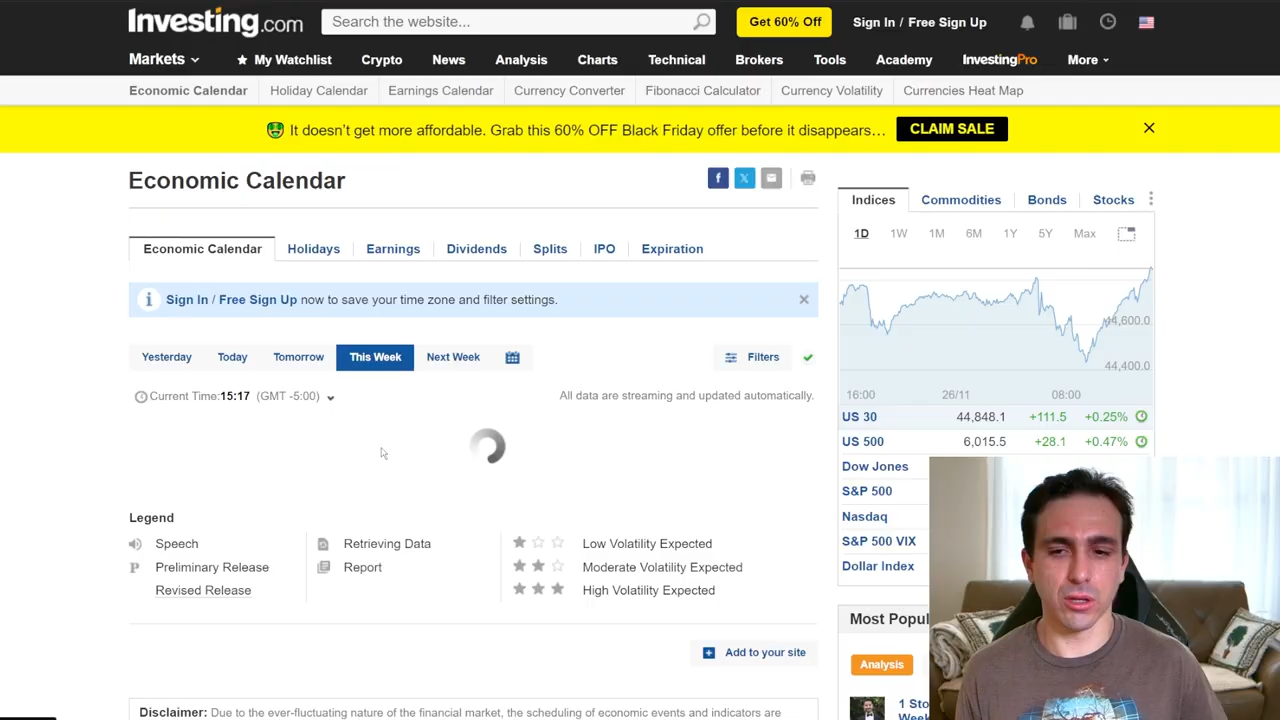 Investing.com
Search the website...
Get 60% Off
Sign In / Free Sign Up
Markets
My Watchlist
Crypto
News
Analysis
Charts
Technical
Brokers
Tools
Academy
InvestingPro
More
Economic Calendar
Holiday Calendar
Earnings Calendar
Currency Converter
Fibonacci Calculator
Currency Volatility
Currencies Heat Map
It doesn't get more affordable. Grab this 60% OFF Black Friday offer before it disappears…
CLAIM SALE
Economic Calendar
Economic Calendar
Holidays
Earnings
Dividends
Splits
IPO
Expiration
Sign In / Free Sign Up now to save your time zone and filter settings.
Yesterday
Today
Tomorrow
This Week
Next Week
Filters
Current Time: 15:17 (GMT -5:00)
All data are streaming and updated automatically.
Legend
Speech
Preliminary Release
Revised Release
Retrieving Data
Report
Low Volatility Expected
Moderate Volatility Expected
High Volatility Expected
Add to your site
Disclaimer: Due to the ever-fluctuating nature of the financial market, the scheduling of economic events and indicators are
Indices
Commodities
Bonds
Stocks
1D
1W
1M
6M
1Y
5Y
Max
44,600.0
44,400.0
16:00
26/11
08:00
US 30 44,848.1 +111.5 +0.25%
US 500 6,015.5 +28.1 +0.47%
Dow Jones
S&P 500
Nasdaq
S&P 500 VIX
Dollar Index
Most Popul
Analysis
1 Sto
Week